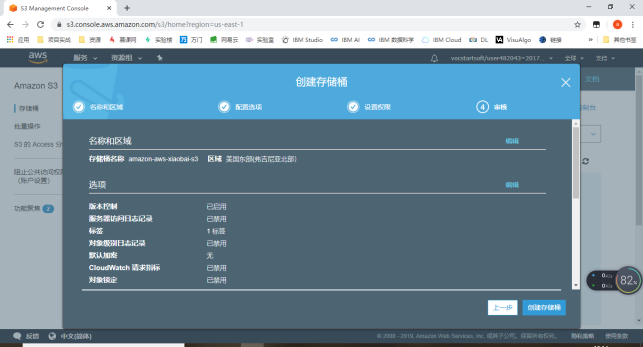 S3 Management Console
s3.console.aws.amazon.com/s3/home?region=us-east-1
应用 项目实战 资源 慕课网 实验楼 万门 网易云 实验室 IBM Studio IBM AI IBM 数据科学 IBM Cloud DL VisuAlgo 链接 » 其他书签
aws 服务 资源组 vocstartsoft/user482043=2017... 全球 支持
Amazon S3
存储桶
批量操作
S3 的 Access 分
阻止公共访问权限
(账户设置)
功能聚焦 2
文档
控制台
创建存储桶
名称和区域 配置选项 设置权限 4 审核
名称和区域 编辑
存储桶名称 amazon-aws-xiaobai-s3 区域 美国东部(弗吉尼亚北部)
选项 编辑
版本控制 已启用
服务器访问日志记录 已禁用
标签 1 标签
对象级别日志记录 已禁用
默认加密 无
CloudWatch 请求指标 已禁用
对象锁定 已禁用
上一步 创建存储桶
82%
反馈 中文(简体) © 2008 - 2019, Amazon Web Services, Inc. 或其子公司。保留所有权利。 隐私策略 使用条款